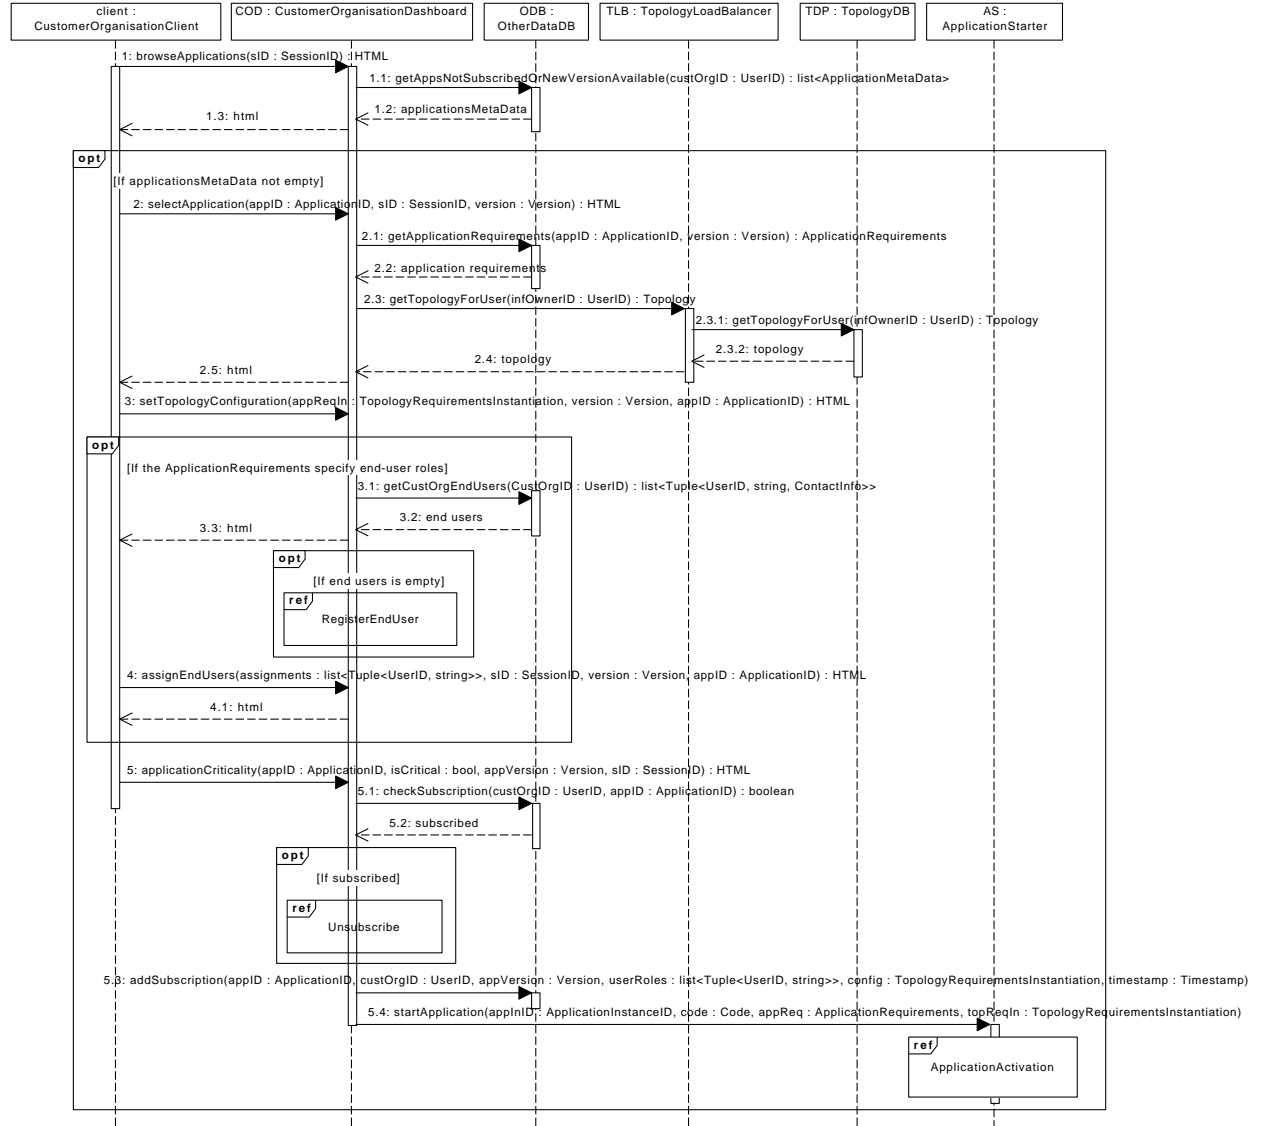 client :
CustomerOrganisationClient
COD : CustomerOrganisationDashboard
ODB :
OtherDataDB
TLB : TopologyLoadBalancer
TDP : TopologyDB
AS :
ApplicationStarter
1: browseApplications(sID : SessionID) : HTML
1.1: getAppsNotSubscribedOrNewVersionAvailable(custOrgID : UserID) : list<ApplicationMetaData>
1.2: applicationsMetaData
1.3: html
opt
[If applicationsMetaData not empty]
2: selectApplication(appID : ApplicationID, sID : SessionID, version : Version) : HTML
2.1: getApplicationRequirements(appID : ApplicationID, version : Version) : ApplicationRequirements
2.2: application requirements
2.3: getTopologyForUser(infOwnerID : UserID) : Topology
2.3.1: getTopologyForUser(infOwnerID : UserID) : Topology
2.3.2: topology
2.4: topology
2.5: html
3: setTopologyConfiguration(appReqIn : TopologyRequirementsInstantiation, version : Version, appID : ApplicationID) : HTML
opt
[If the ApplicationRequirements specify end-user roles]
3.1: getCustOrgEndUsers(CustOrgID : UserID) : list<Tuple<UserID, string, ContactInfo>>
3.2: end users
3.3: html
opt
[If end users is empty]
ref
RegisterEndUser
4: assignEndUsers(assignments : list<Tuple<UserID, string>>, sID : SessionID, version : Version, appID : ApplicationID) : HTML
4.1: html
5: applicationCriticality(appID : ApplicationID, isCritical : bool, appVersion : Version, sID : SessionID) : HTML
5.1: checkSubscription(custOrgID : UserID, appID : ApplicationID) : boolean
5.2: subscribed
opt
[If subscribed]
ref
Unsubscribe
5.3: addSubscription(appID : ApplicationID, custOrgID : UserID, appVersion : Version, userRoles : list<Tuple<UserID, string>>, config : TopologyRequirementsInstantiation, timestamp : Timestamp)
5.4: startApplication(appInID : ApplicationInstanceID, code : Code, appReq : ApplicationRequirements, topReqIn : TopologyRequirementsInstantiation)
ref
ApplicationActivation